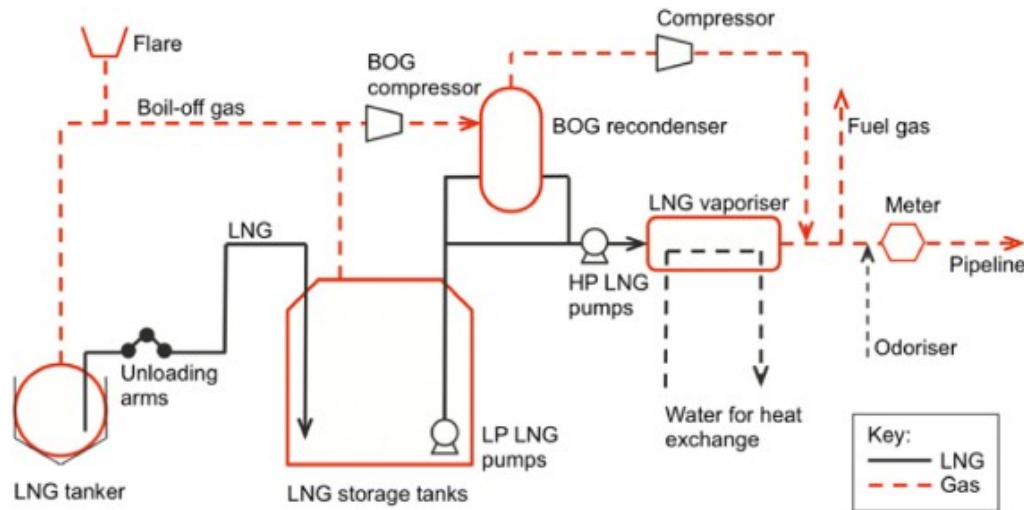 Compressor
Flare
BOG
compressor
Boil-off gas
BOG recondenser
Fuel gas
LNG vaporiser
Meter
LNG
HP LNG
pumps
Pipeline
Unloading
arms
Odoriser
Water for heat
exchange
LP LNG
pumps
LNG tanker
LNG storage tanks
Key:
LNG
Gas